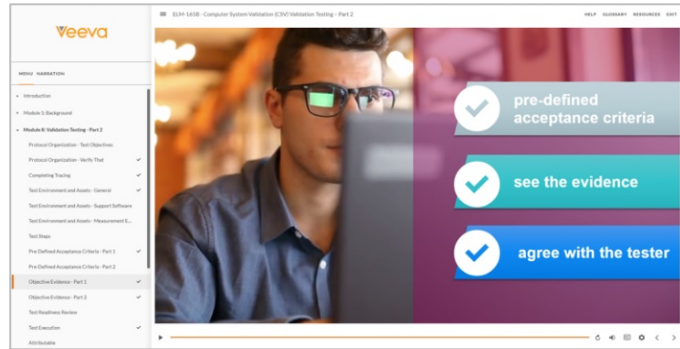 Veeva
ELM-165B - Computer System Validation (CSV) Validation Testing - Part 2
HELP GLOSSARY RESOURCES EXIT
MENU NARRATION
Introduction
Module 1: Background
Module 8: Validation Testing - Part 2
Protocol Organization - Test Objectives
Protocol Organization - Verify That
Completing Tracing
Test Environment and Assets - General
Test Environment and Assets - Support Software
Test Environment and Assets - Measurement E...
Test Steps
Pre-Defined Acceptance Criteria - Part 1
Pre-Defined Acceptance Criteria - Part 2
Objective Evidence - Part 1
Objective Evidence - Part 2
Test Readiness Review
Test Execution
Attributable
pre-defined
acceptance criteria
see the evidence
agree with the tester